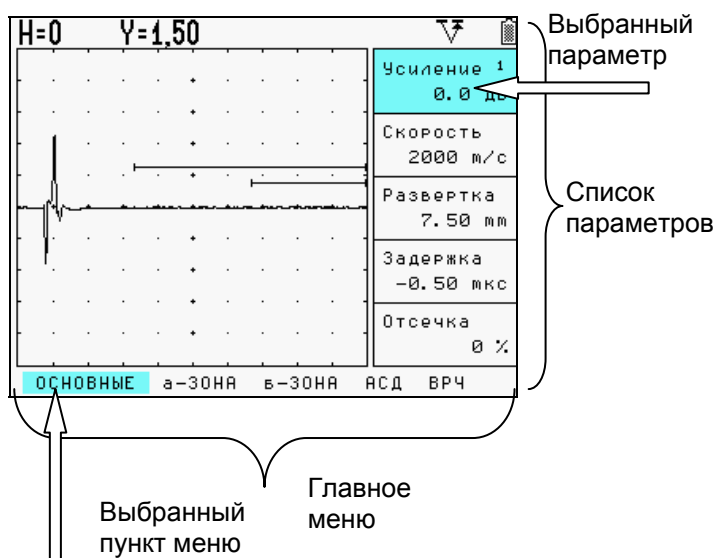 H=0 Y=1,50
Выбранный
параметр
Усиление 1
0.0 дБ
Скорость
2000 m/c
Развертка
7.50 mm
Задержка
-0.50 мкс
Отсечка
0 %
Список
параметров
ОСНОВНЫЕ а-ЗОНА в-ЗОНА АСД ВРЧ
Главное
меню
Выбранный
пункт меню